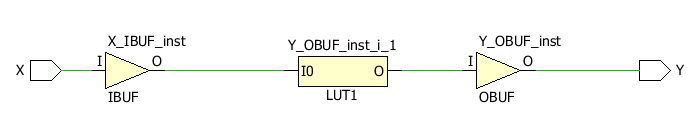 X_IBUF_inst
Y_OBUF_inst_i_1
Y_OBUF_inst
X
I
O
I0
O
I
O
Y
IBUF
LUT1
OBUF